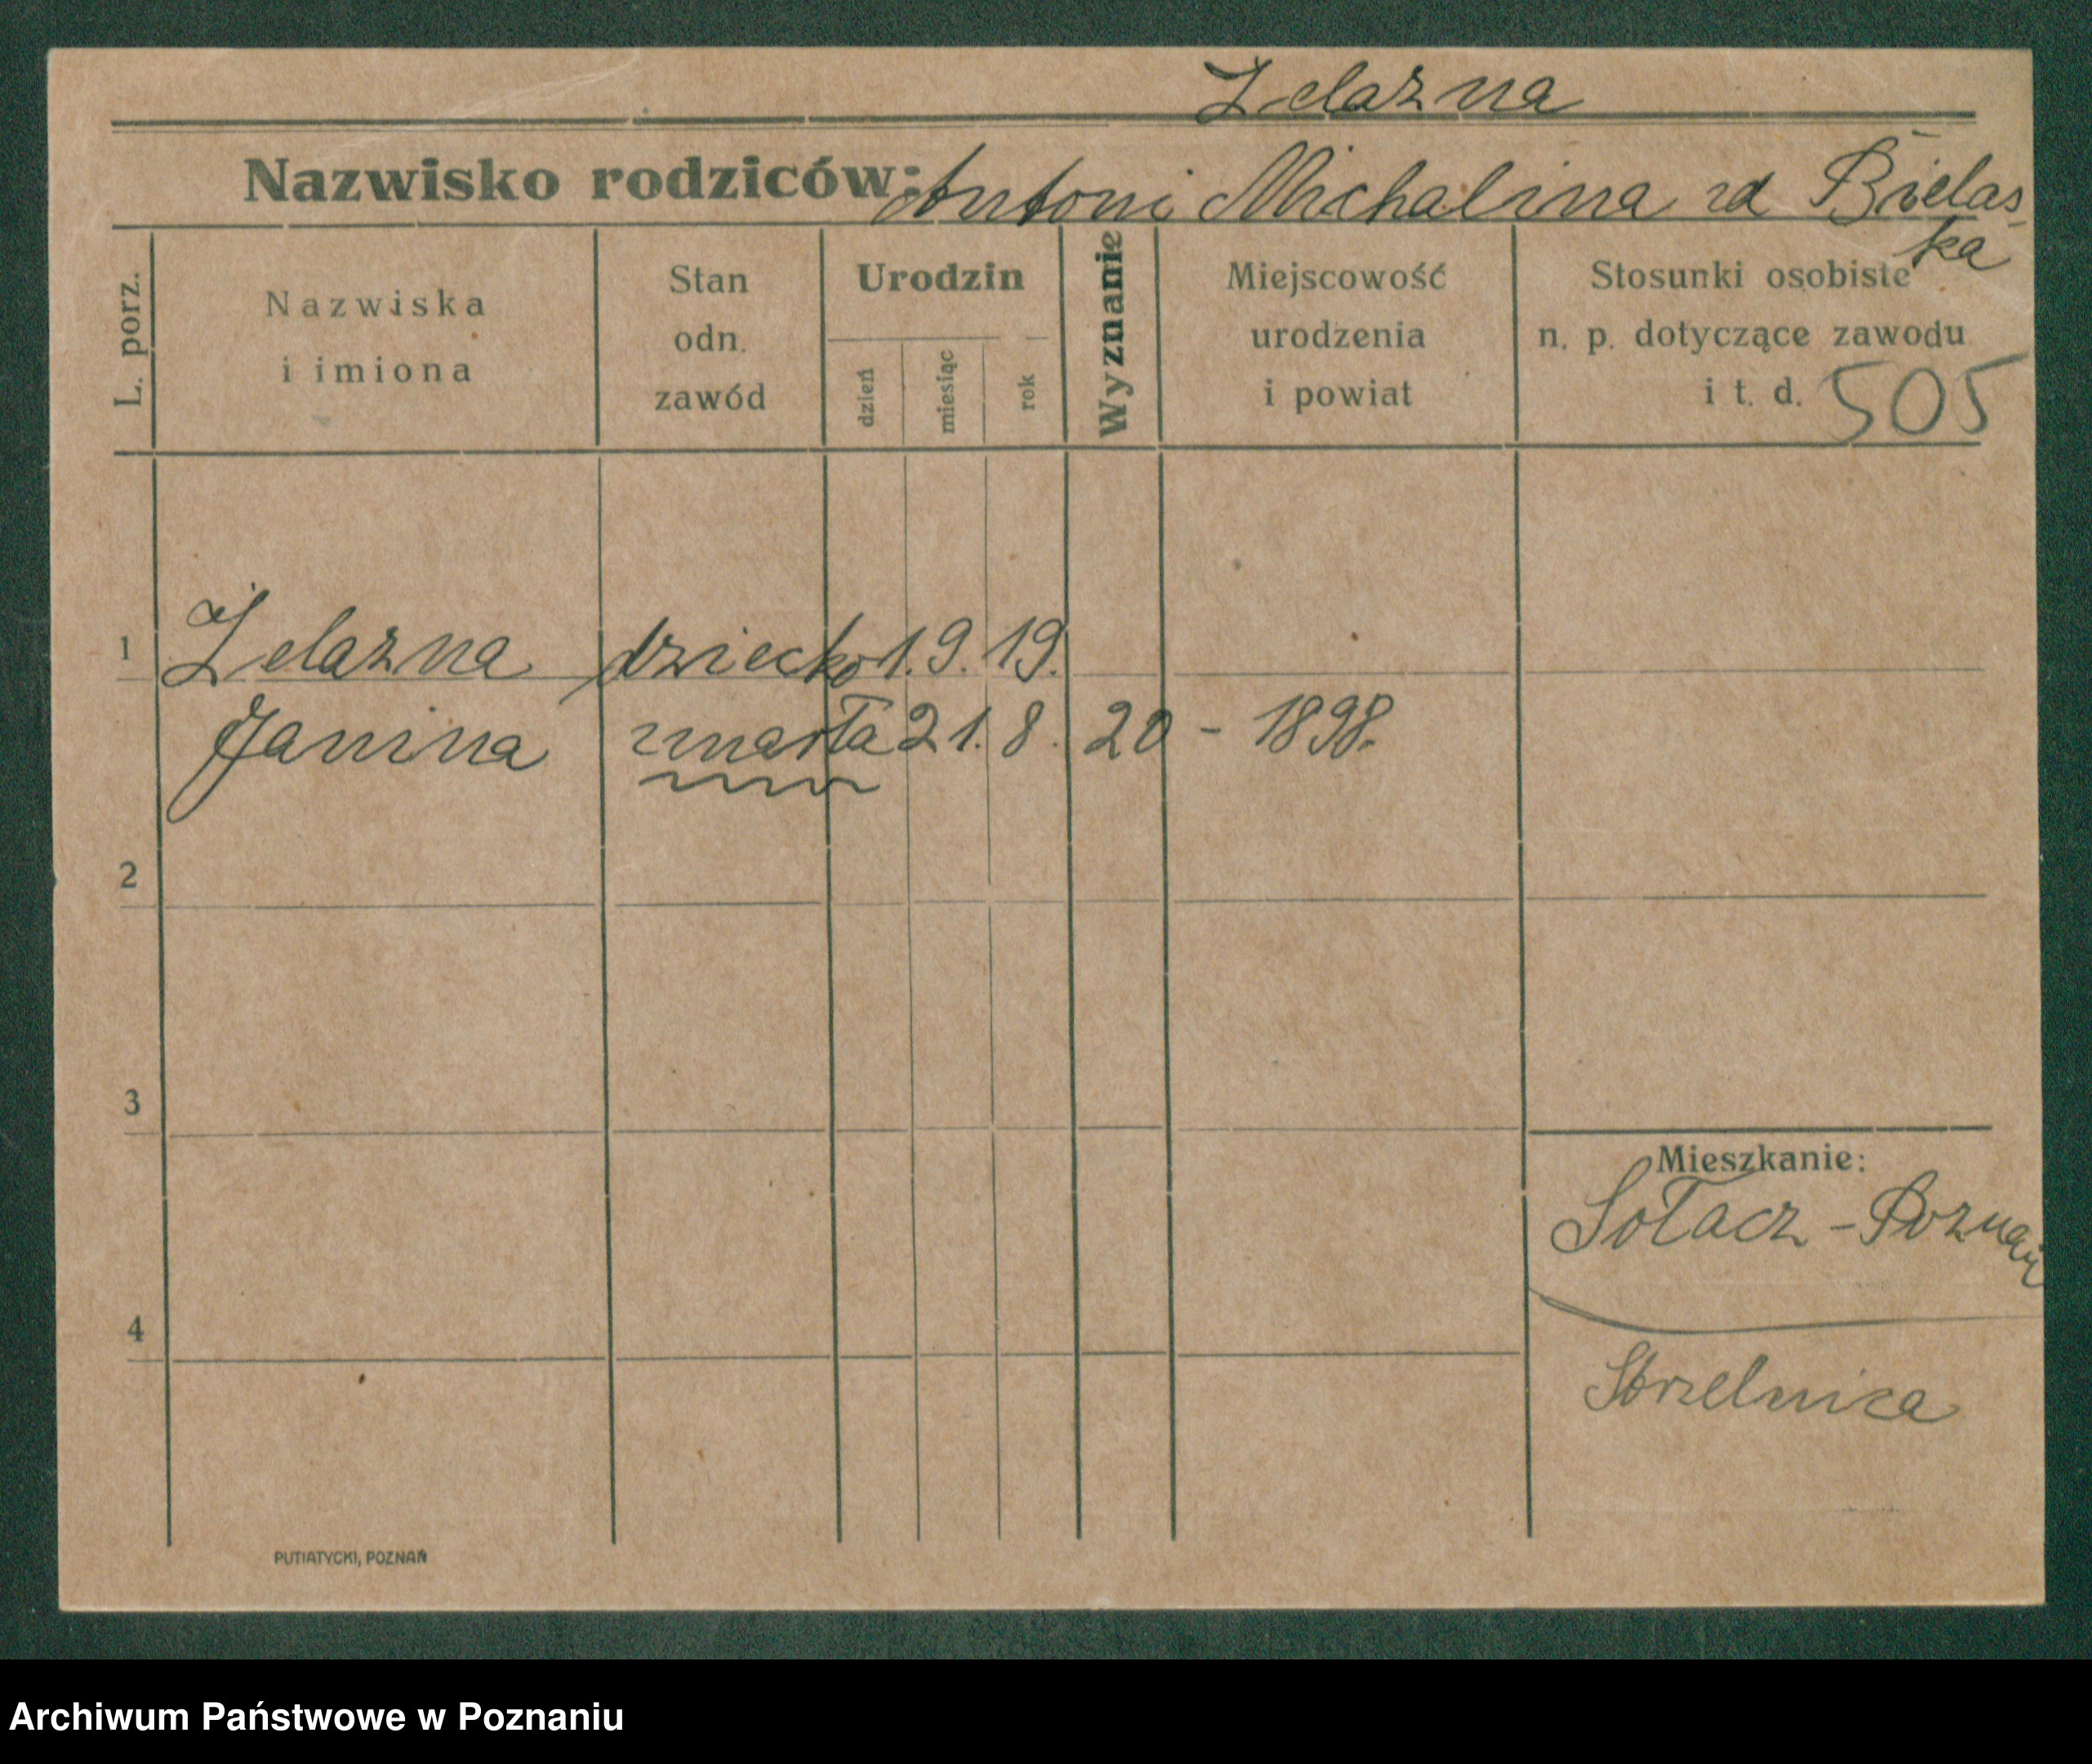 Żelazna
Nazwisko rodziców: Antoni Michalina zd Bielas-
ka
L. porz.
Nazwiska
i imiona
Stan
odn.
zawód
Urodzin
dzień
miesiąc
rok
Wyznanie
Miejscowość
urodzenia
i powiat
Stosunki osobiste
n. p. dotyczące zawodu
i t. d. 505
1 Żelazna dziecko 1. 9. 19.
Janina zmarła 21. 8. 20 - 1898.
2
3
Mieszkanie:
Sołacz - Poznań
4
Strzelnica
PUTIATYCKI, POZNAŃ
Archiwum Państwowe w Poznaniu